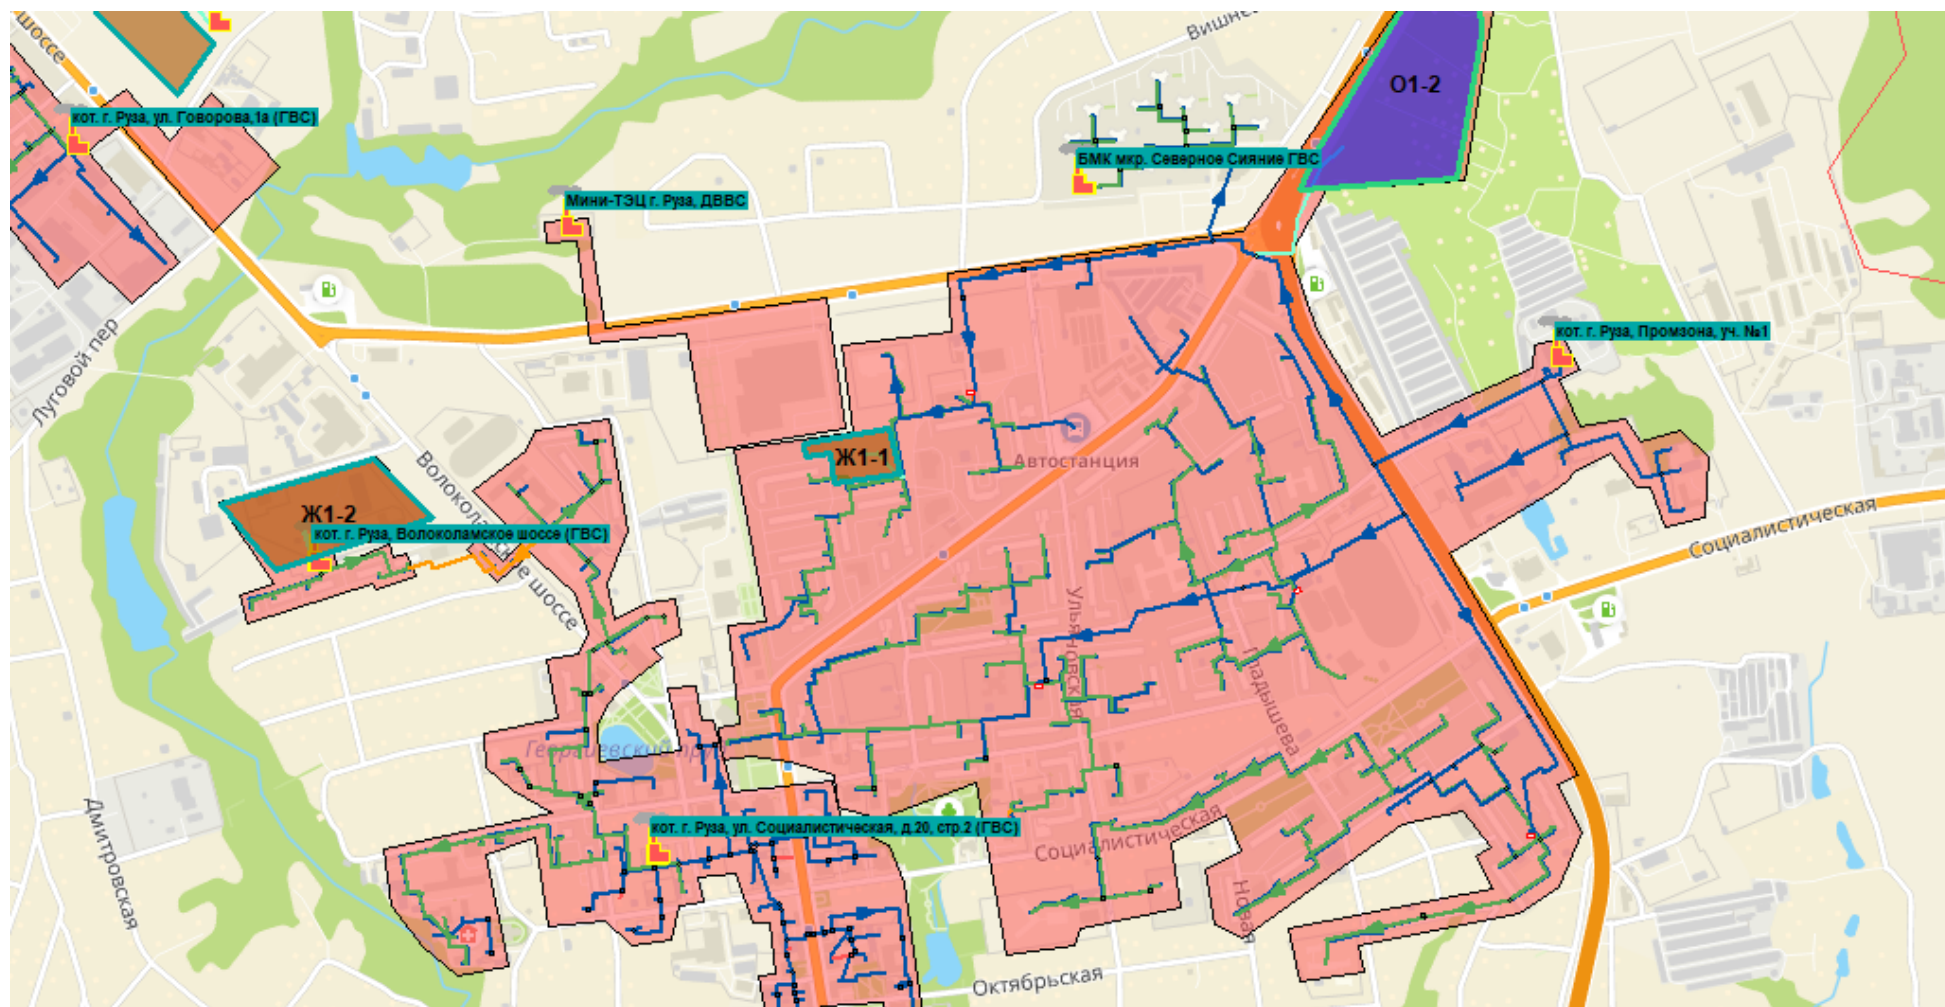 шоссе
Вишне
О1-2
кот. г. Руза, ул. Говорова,1а (ГВС)
БМК мкр. Северное Сияние ГВС
Мини-ТЭЦ г. Руза, ДВВС
кот. г. Руза, Промзона, уч. №1
Луговой пер
Ж1-1
Автостанция
Волоколамское шоссе
Ж1-2
кот. г. Руза, Волоколамское шоссе (ГВС)
Социалистическая
Ульяновская
Гладышева
Георгиевский пруд
Дмитровская
кот. г. Руза, ул. Социалистическая, д.20, стр.2 (ГВС)
Социалистическая
Новая
Октябрьская